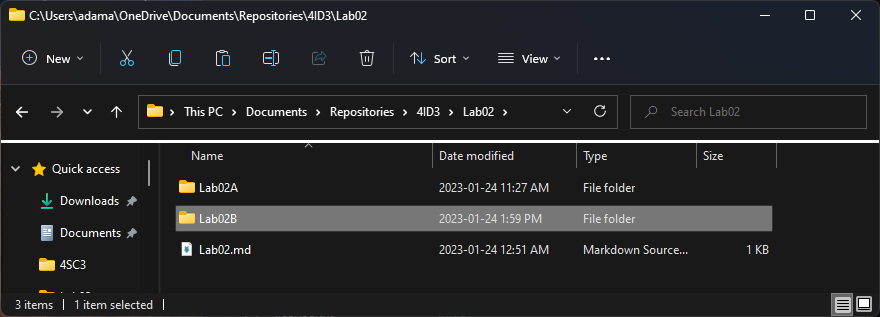 C:\Users\adama\OneDrive\Documents\Repositories\4ID3\Lab02
New Sort View
This PC Documents Repositories 4ID3 Lab02 Search Lab02
Name Date modified Type Size
Quick access
Lab02A 2023-01-24 11:27 AM File folder
Downloads
Lab02B 2023-01-24 1:59 PM File folder
Documents
Lab02.md 2023-01-24 12:51 AM Markdown Source... 1 KB
4SC3
3 items 1 item selected